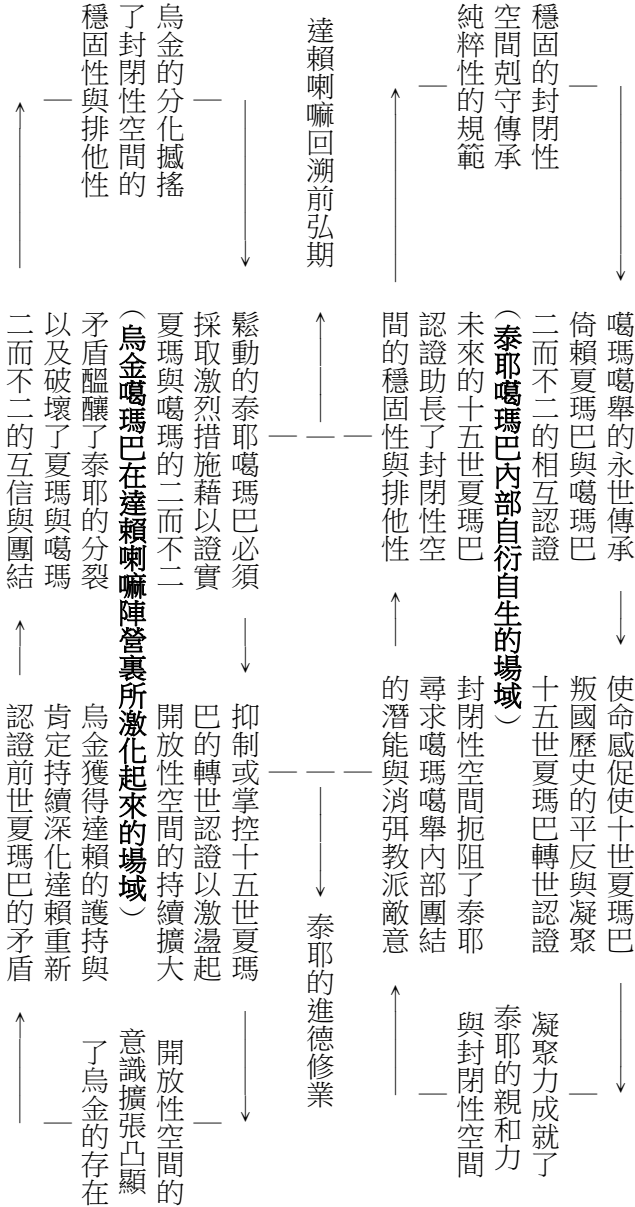 噶瑪噶舉的永世傳承
倚賴夏瑪巴與噶瑪巴
二而不二的相互認證
使命感促使十世夏瑪巴
叛國歷史的平反與凝聚
十五世夏瑪巴轉世認證
穩固的封閉性
空間剋守傳承
純粹性的規範
（泰耶噶瑪巴內部自衍自生的場域）
凝聚力成就了
泰耶的親和力
與封閉性空間
未來的十五世夏瑪巴
認證助長了封閉性空
間的穩固性與排他性
封閉性空間扼阻了泰耶
尋求噶瑪噶舉內部團結
的潛能與消弭教派敵意
達賴喇嘛回溯前弘期
泰耶的進德修業
鬆動的泰耶噶瑪巴必須
採取激烈措施藉以證實
夏瑪與噶瑪的二而不二
抑制或掌控十五世夏瑪
巴的轉世認證以激盪起
開放性空間的持續擴大
烏金的分化撼搖
了封閉性空間的
穩固性與排他性
（烏金噶瑪巴在達賴喇嘛陣營裏所激化起來的場域）
開放性空間的
意識擴張凸顯
了烏金的存在
矛盾醞釀了泰耶的分裂
以及破壞了夏瑪與噶瑪
二而不二的互信與團結
烏金獲得達賴的護持與
肯定持續深化達賴重新
認證前世夏瑪巴的矛盾